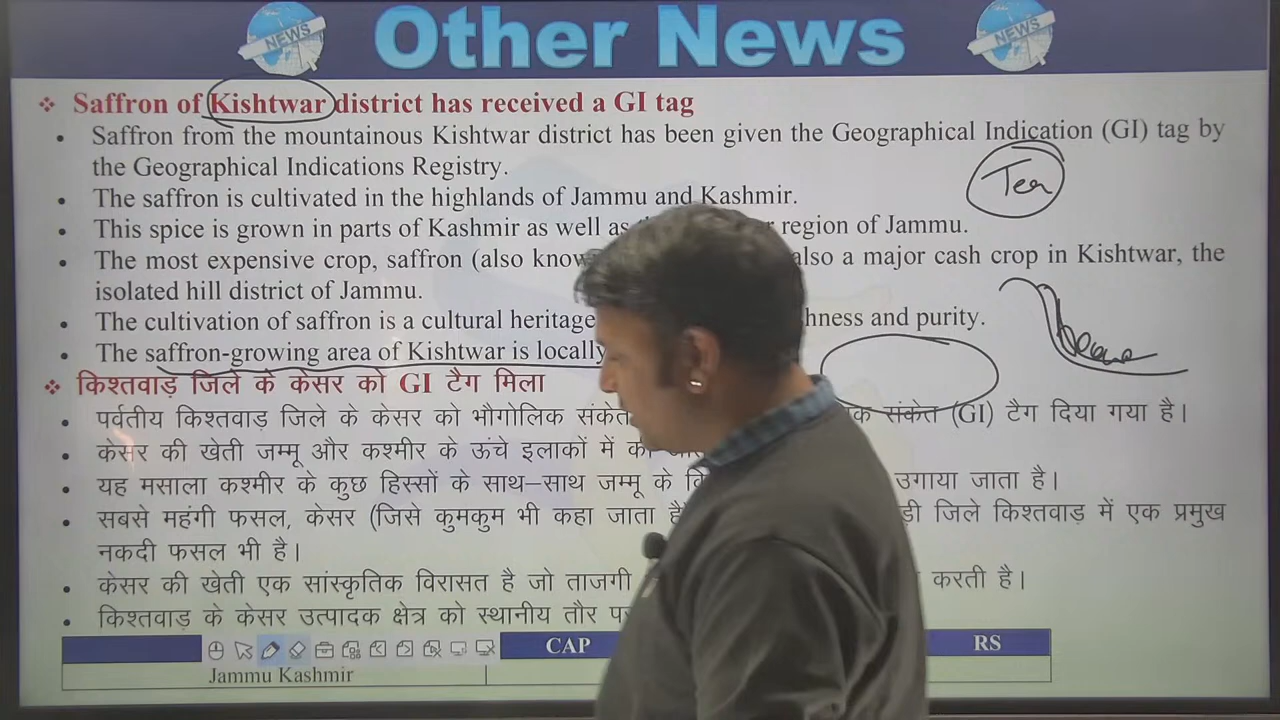 NEWS
Other News
NEWS
❖ Saffron of Kishtwar district has received a GI tag
• Saffron from the mountainous Kishtwar district has been given the Geographical Indication (GI) tag by
the Geographical Indications Registry.
• The saffron is cultivated in the highlands of Jammu and Kashmir.
Tea
• This spice is grown in parts of Kashmir as well as region of Jammu.
• The most expensive crop, saffron (also also a major cash crop in Kishtwar, the
isolated hill district of Jammu.
• The cultivation of saffron is a cultural heritage and purity.
• The saffron-growing area of Kishtwar is locally
❖ किश्तवाड़ जिले के केसर को GI टैग मिला
• पर्वतीय किश्तवाड़ जिले के केसर को भौगोलिक संकेत (GI) टैग दिया गया है।
• केसर की खेती जम्मू और कश्मीर के ऊंचे इलाकों में
• यह मसाला कश्मीर के कुछ हिस्सों के साथ–साथ जम्मू के उगाया जाता है।
• सबसे महंगी फसल, केसर (जिसे कुमकुम भी कहा जाता जिले किश्तवाड़ में एक प्रमुख
नकदी फसल भी है।
• केसर की खेती एक सांस्कृतिक विरासत है जो ताजगी करती है।
• किश्तवाड़ के केसर उत्पादक क्षेत्र को स्थानीय तौर
CAP RS
Jammu Kashmir